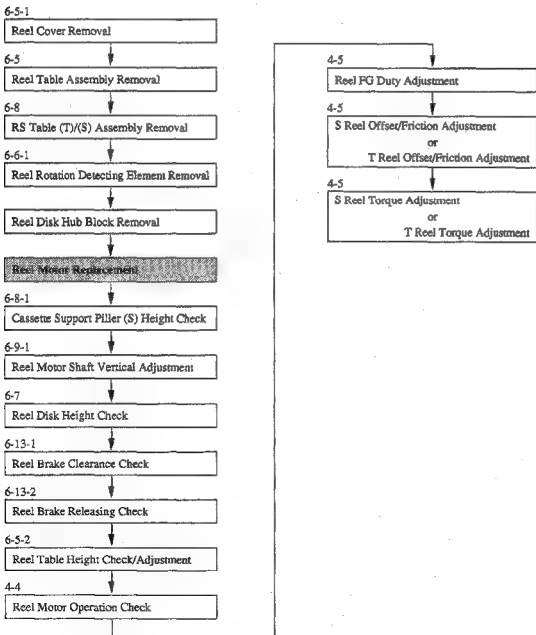 6-5-1
Reel Cover Removal
6-5
Reel Table Assembly Removal
6-8
RS Table (T)/(S) Assembly Removal
6-6-1
Reel Rotation Detecting Element Removal
Reel Disk Hub Block Removal
Reel Motor Replacement
6-8-1
Cassette Support Piller (S) Height Check
6-9-1
Reel Motor Shaft Vertical Adjustment
6-7
Reel Disk Height Check
6-13-1
Reel Brake Clearance Check
6-13-2
Reel Brake Releasing Check
6-5-2
Reel Table Height Check/Adjustment
4-4
Reel Motor Operation Check
4-5
Reel FG Duty Adjustment
4-5
S Reel Offset/Friction Adjustment
or
T Reel Offset/Friction Adjustment
4-5
S Reel Torque Adjustment
or
T Reel Torque Adjustment